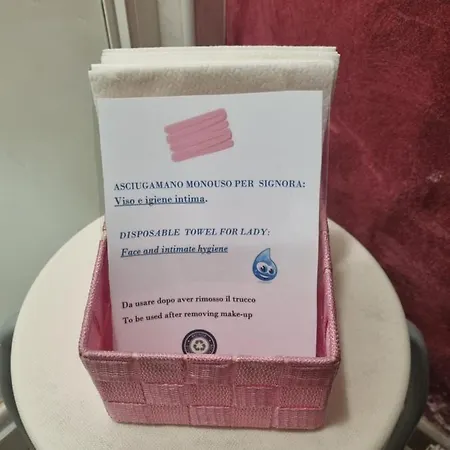 ASCIUGAMANO MONOUSO PER SIGNORA:
Viso e igiene intima.
DISPOSABLE TOWEL FOR LADY:
Face and intimate hygiene
Da usare dopo aver rimosso il trucco
To be used after removing make-up